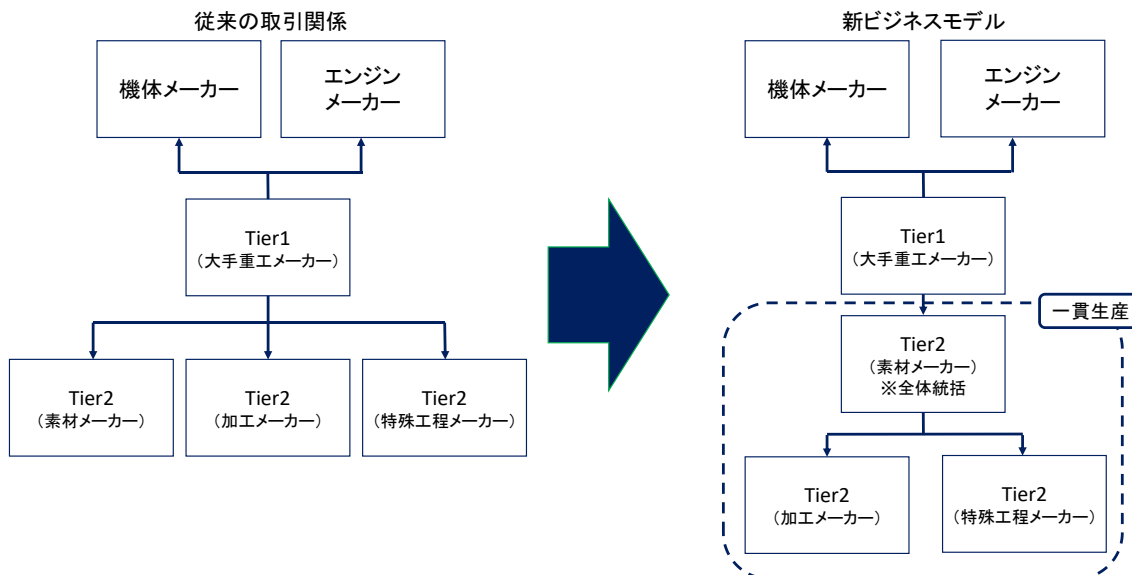 従来の取引関係
機体メーカー
エンジン
メーカー
Tier1
（大手重工メーカー）
Tier2
（素材メーカー）
Tier2
（加工メーカー）
Tier2
（特殊工程メーカー）
新ビジネスモデル
機体メーカー
エンジン
メーカー
Tier1
（大手重工メーカー）
一貫生産
Tier2
（素材メーカー）
※全体統括
Tier2
（加工メーカー）
Tier2
（特殊工程メーカー）